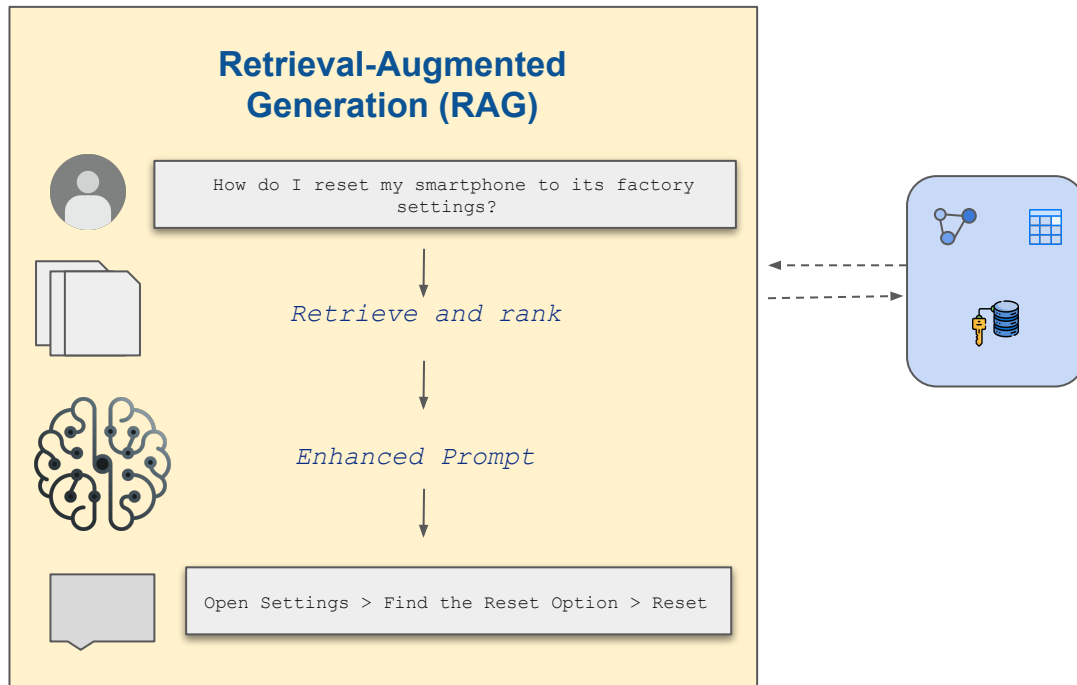 Retrieval-Augmented
Generation (RAG)
How do I reset my smartphone to its factory
settings?
Retrieve and rank
Enhanced Prompt
Open Settings > Find the Reset Option > Reset